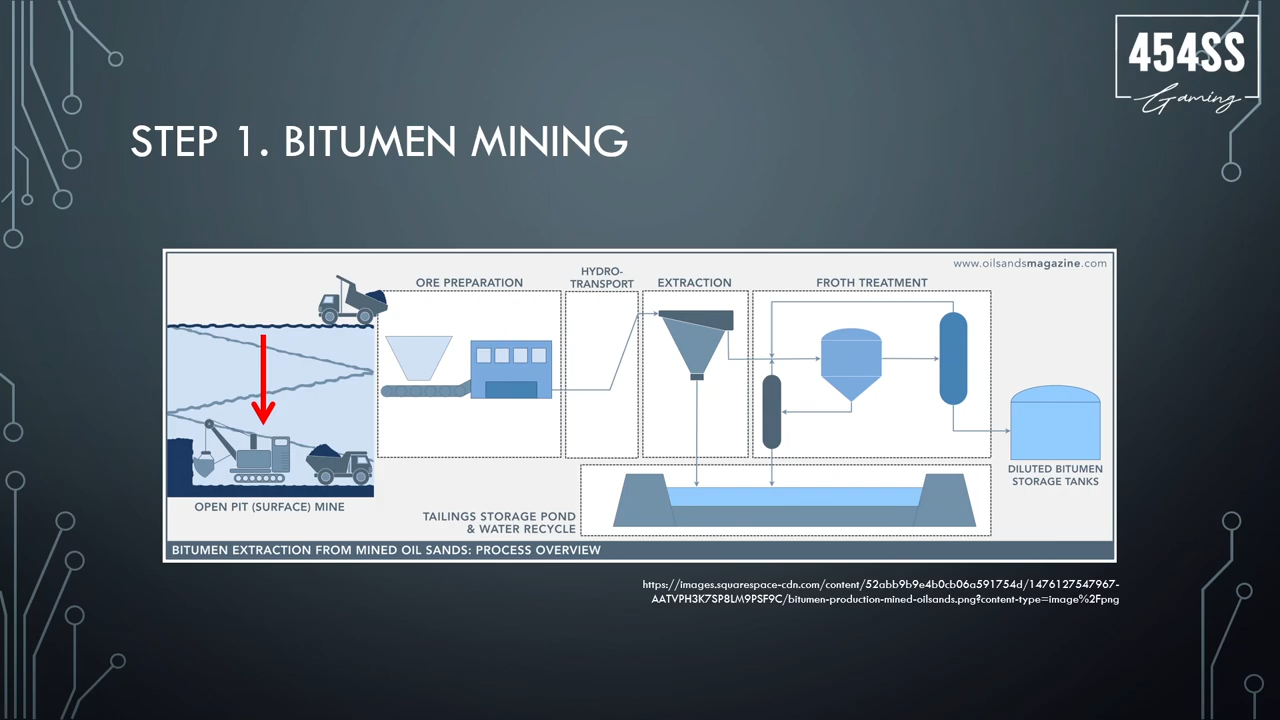 454SS
Gaming
STEP 1. BITUMEN MINING
www.oilsandsmagazine.com
ORE PREPARATION
HYDRO-
TRANSPORT
EXTRACTION
FROTH TREATMENT
OPEN PIT (SURFACE) MINE
DILUTED BITUMEN
STORAGE TANKS
TAILINGS STORAGE POND
& WATER RECYCLE
BITUMEN EXTRACTION FROM MINED OIL SANDS: PROCESS OVERVIEW
https://images.squarespace-cdn.com/content/52abb9b9e4b0cb06a591754d/1476127547967-
AATVPH3K7SP8LM9PSF9C/bitumen-production-mined-oilsands.png?content-type=image%2Fpng